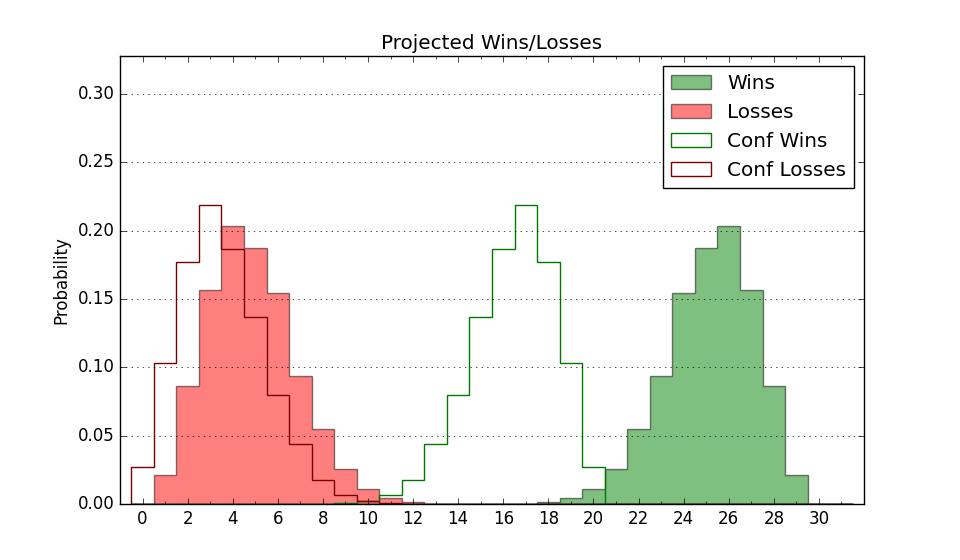 Projected Wins/Losses
Wins
Losses
Conf Wins
Conf Losses
Probability
0.30
0.25
0.20
0.15
0.10
0.05
0.00
0 2 4 6 8 10 12 14 16 18 20 22 24 26 28 30